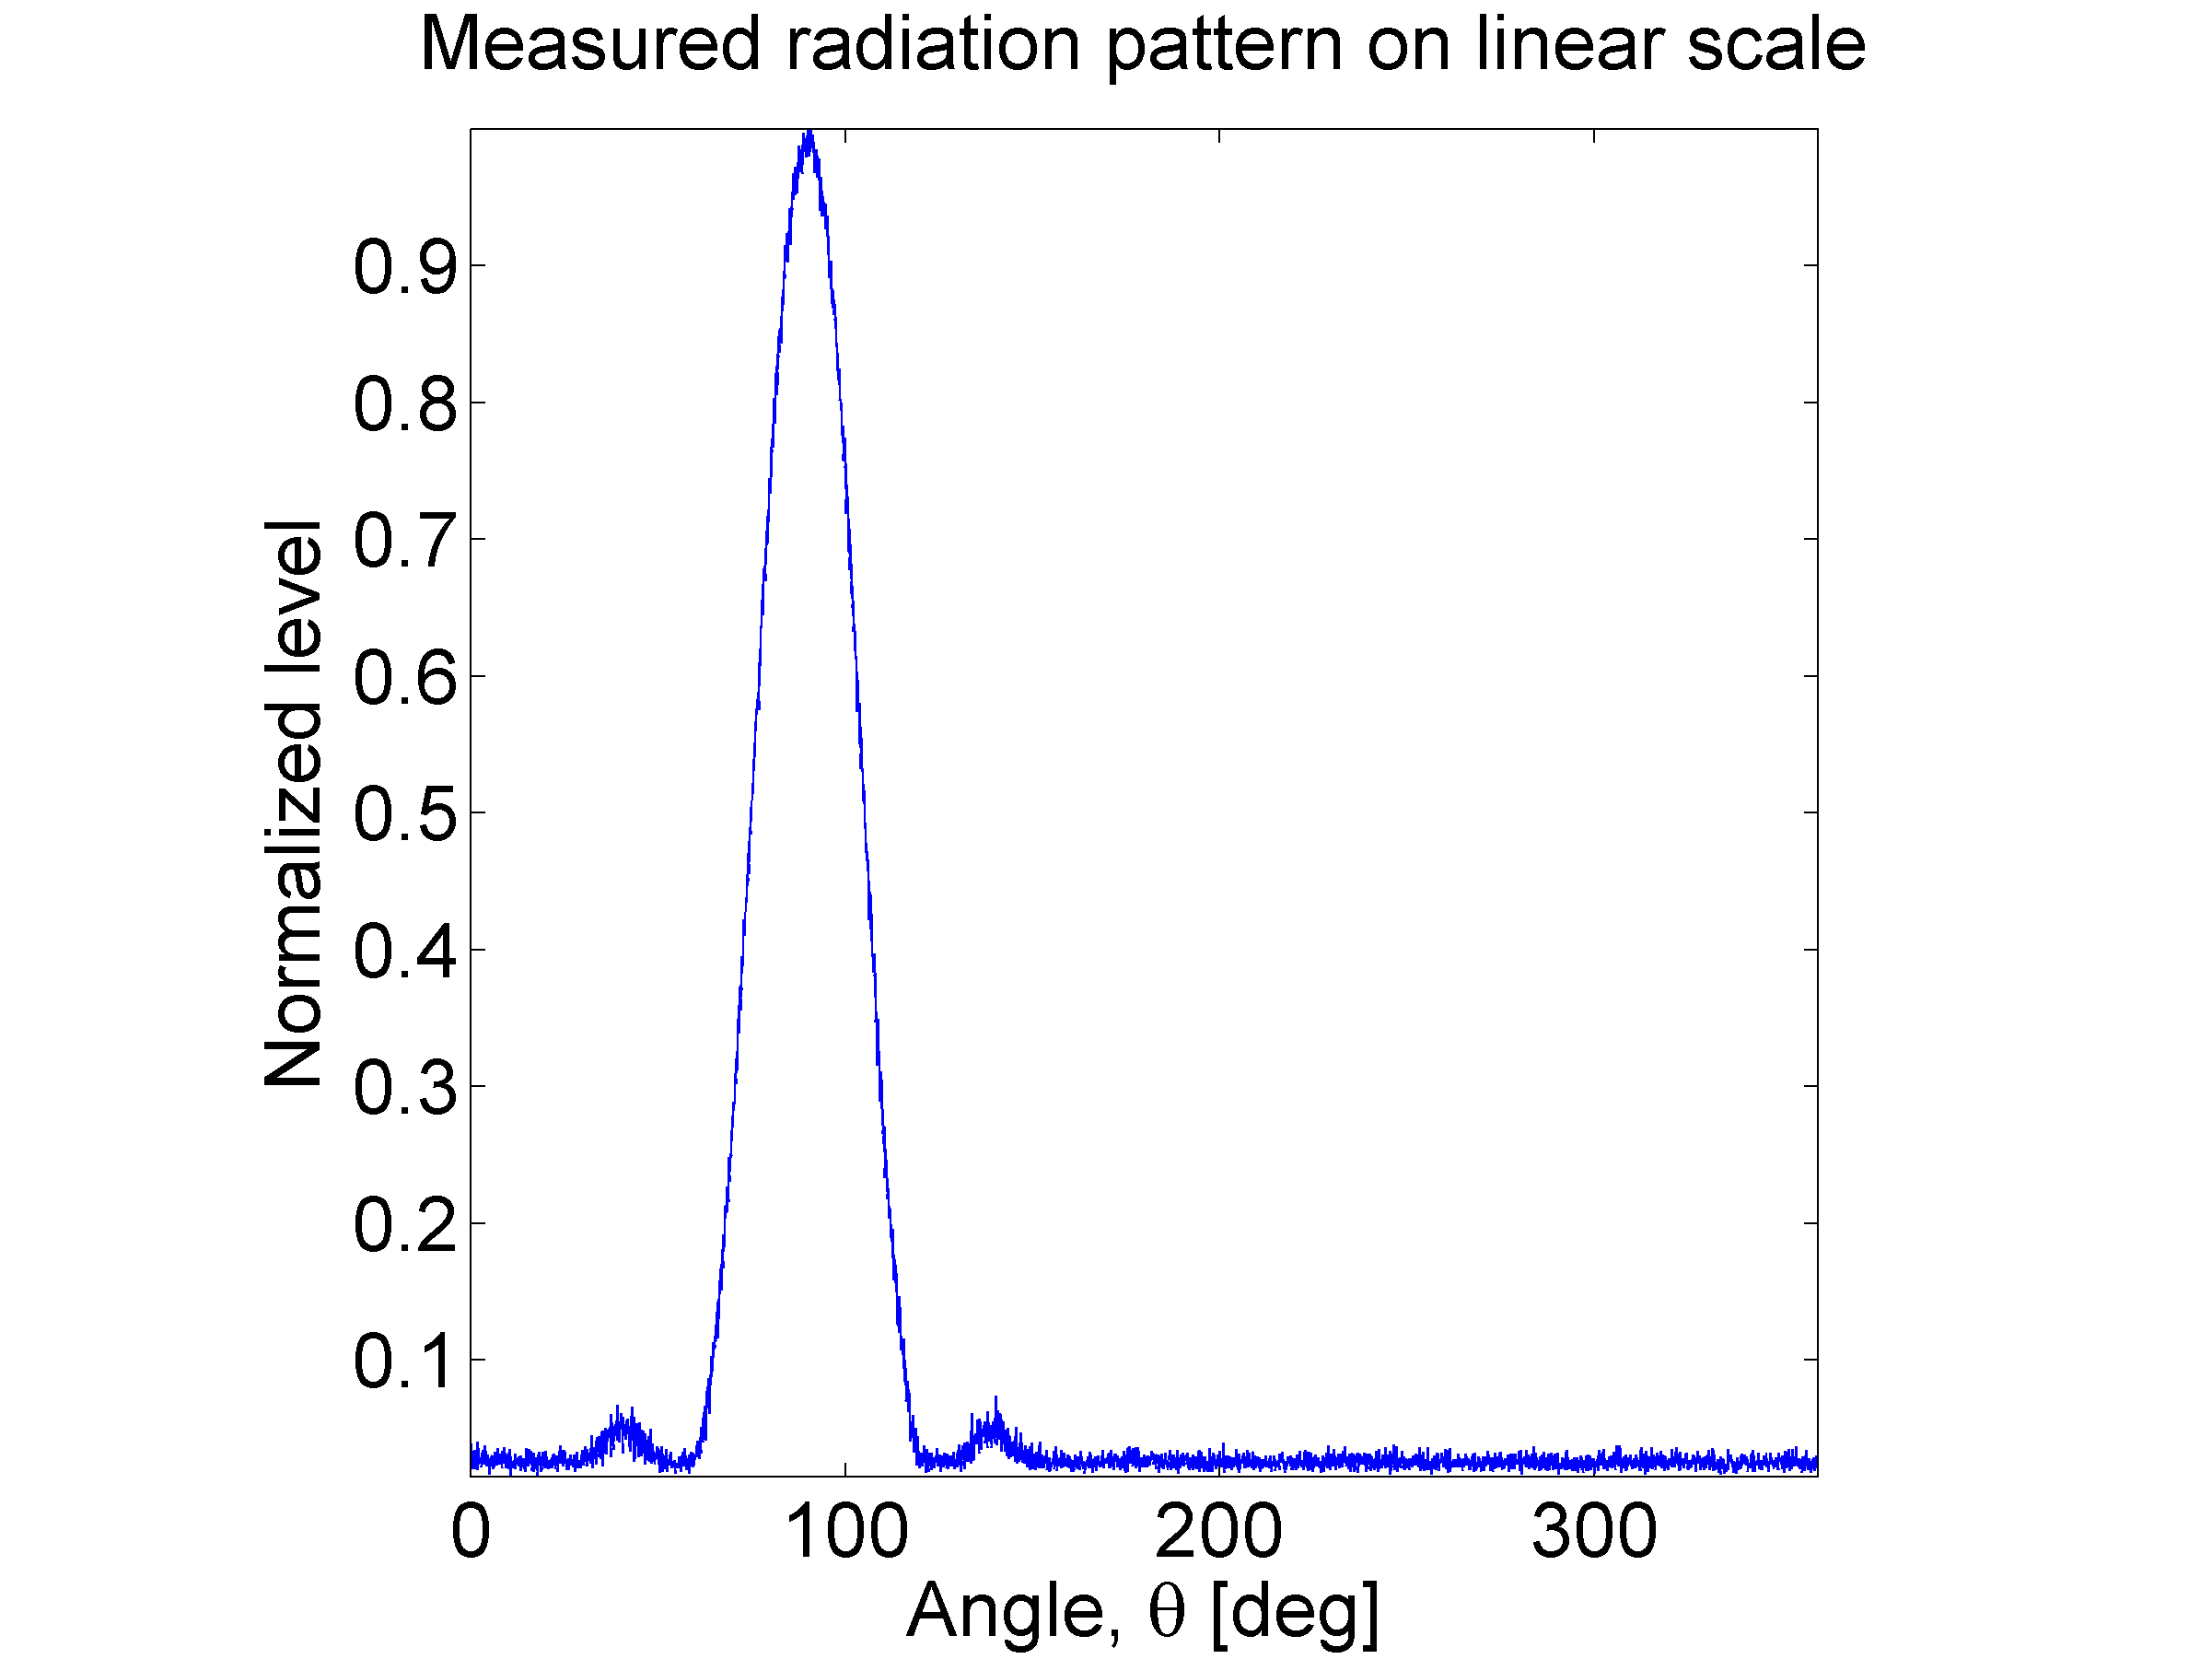 Measured radiation pattern on linear scale
0.9
0.8
0.7
0.6
0.5
0.4
0.3
0.2
0.1
Normalized level
0 100 200 300
Angle, θ [deg]